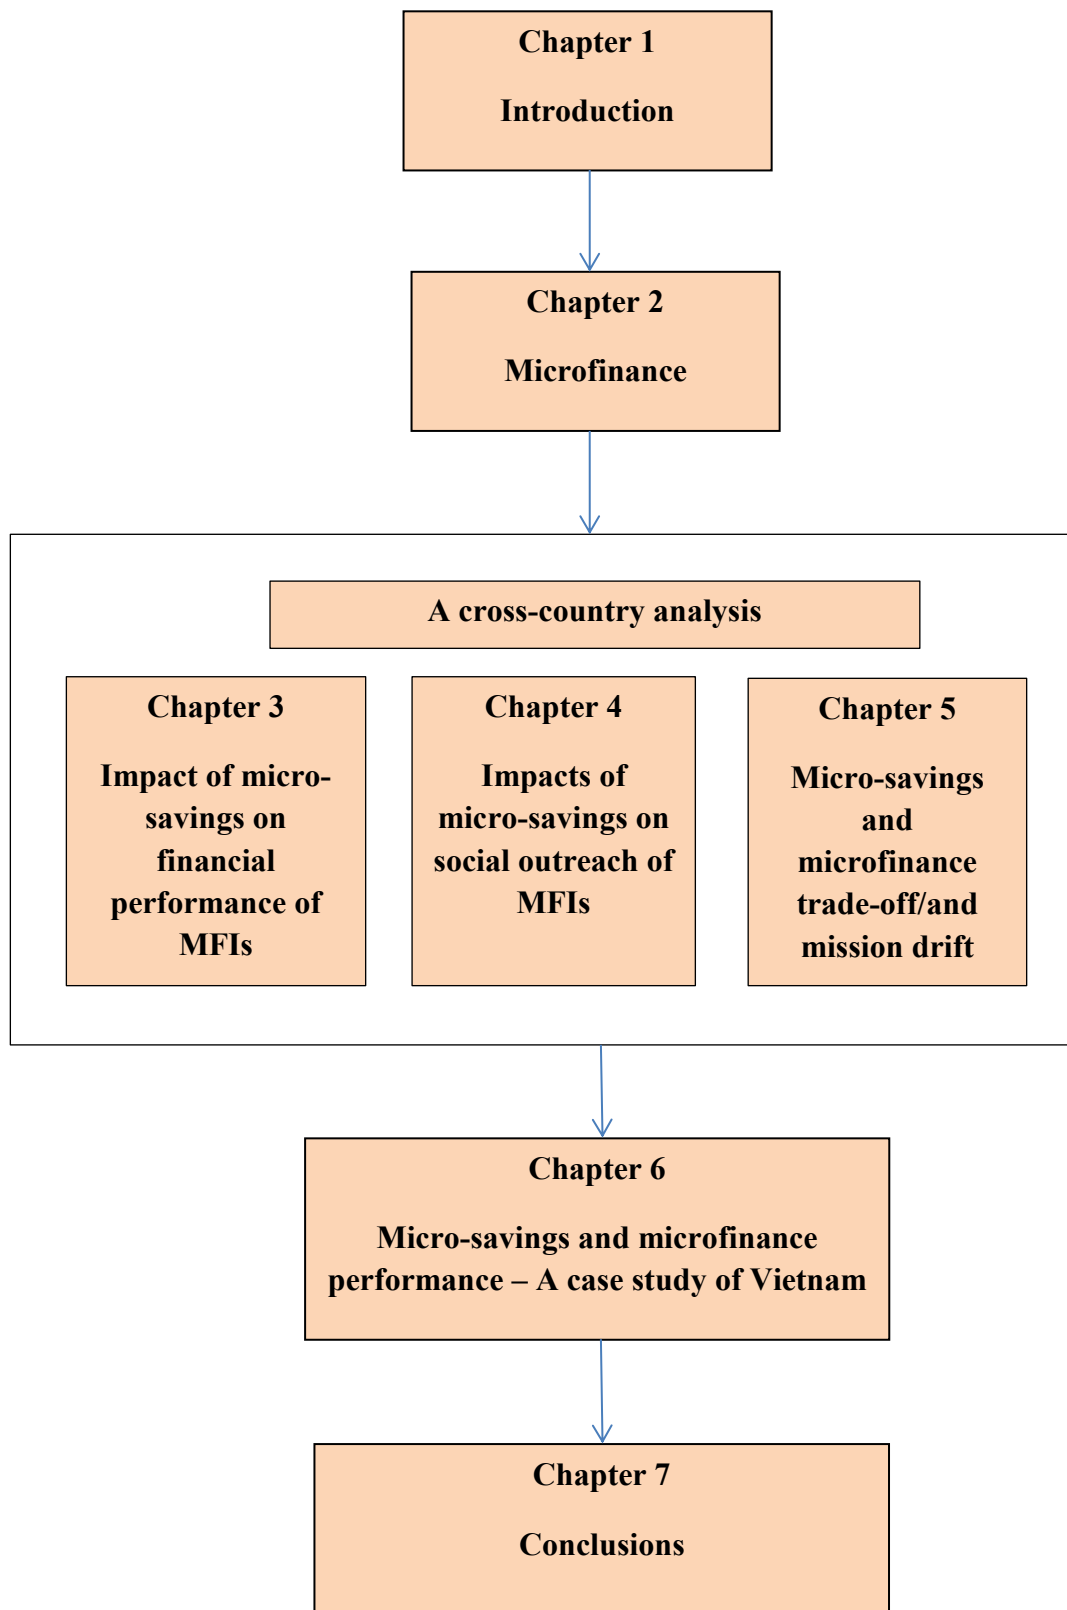 Chapter 1
Introduction
Chapter 2
Microfinance
A cross-country analysis
Chapter 3
Impact of micro-
savings on
financial
performance of
MFIs
Chapter 4
Impacts of
micro-savings on
social outreach of
MFIs
Chapter 5
Micro-savings
and
microfinance
trade-off/and
mission drift
Chapter 6
Micro-savings and microfinance
performance – A case study of Vietnam
Chapter 7
Conclusions